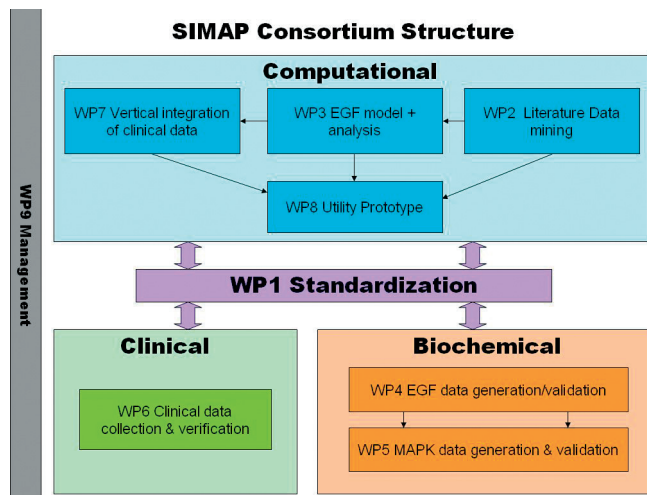 SIMAP Consortium Structure
WP9 Management
Computational
WP7 Vertical integration
of clinical data
WP3 EGF model +
analysis
WP2 Literature Data
mining
WP8 Utility Prototype
WP1 Standardization
Clinical
WP6 Clinical data
collection & verification
Biochemical
WP4 EGF data generation/validation
WP5 MAPK data generation & validation